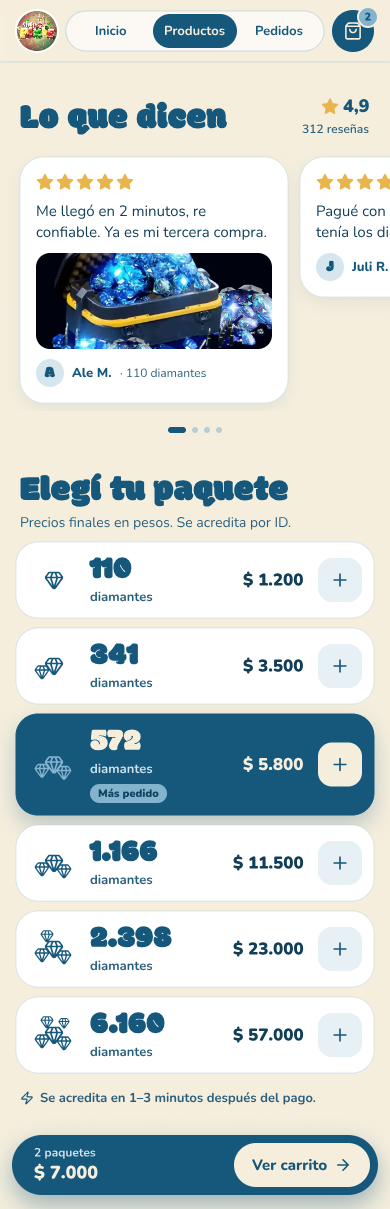 Inicio
Productos
Pedidos
2
Lo que dicen
4,9
312 reseñas
Me llegó en 2 minutos, re
confiable. Ya es mi tercera compra.
A
Ale M. · 110 diamantes
Pagué con
tenía los di
J
Juli R.
Elegí tu paquete
Precios finales en pesos. Se acredita por ID.
110
diamantes
$ 1.200
341
diamantes
$ 3.500
572
diamantes
Más pedido
$ 5.800
1.166
diamantes
$ 11.500
2.398
diamantes
$ 23.000
6.160
diamantes
$ 57.000
Se acredita en 1–3 minutos después del pago.
2 paquetes
$ 7.000
Ver carrito